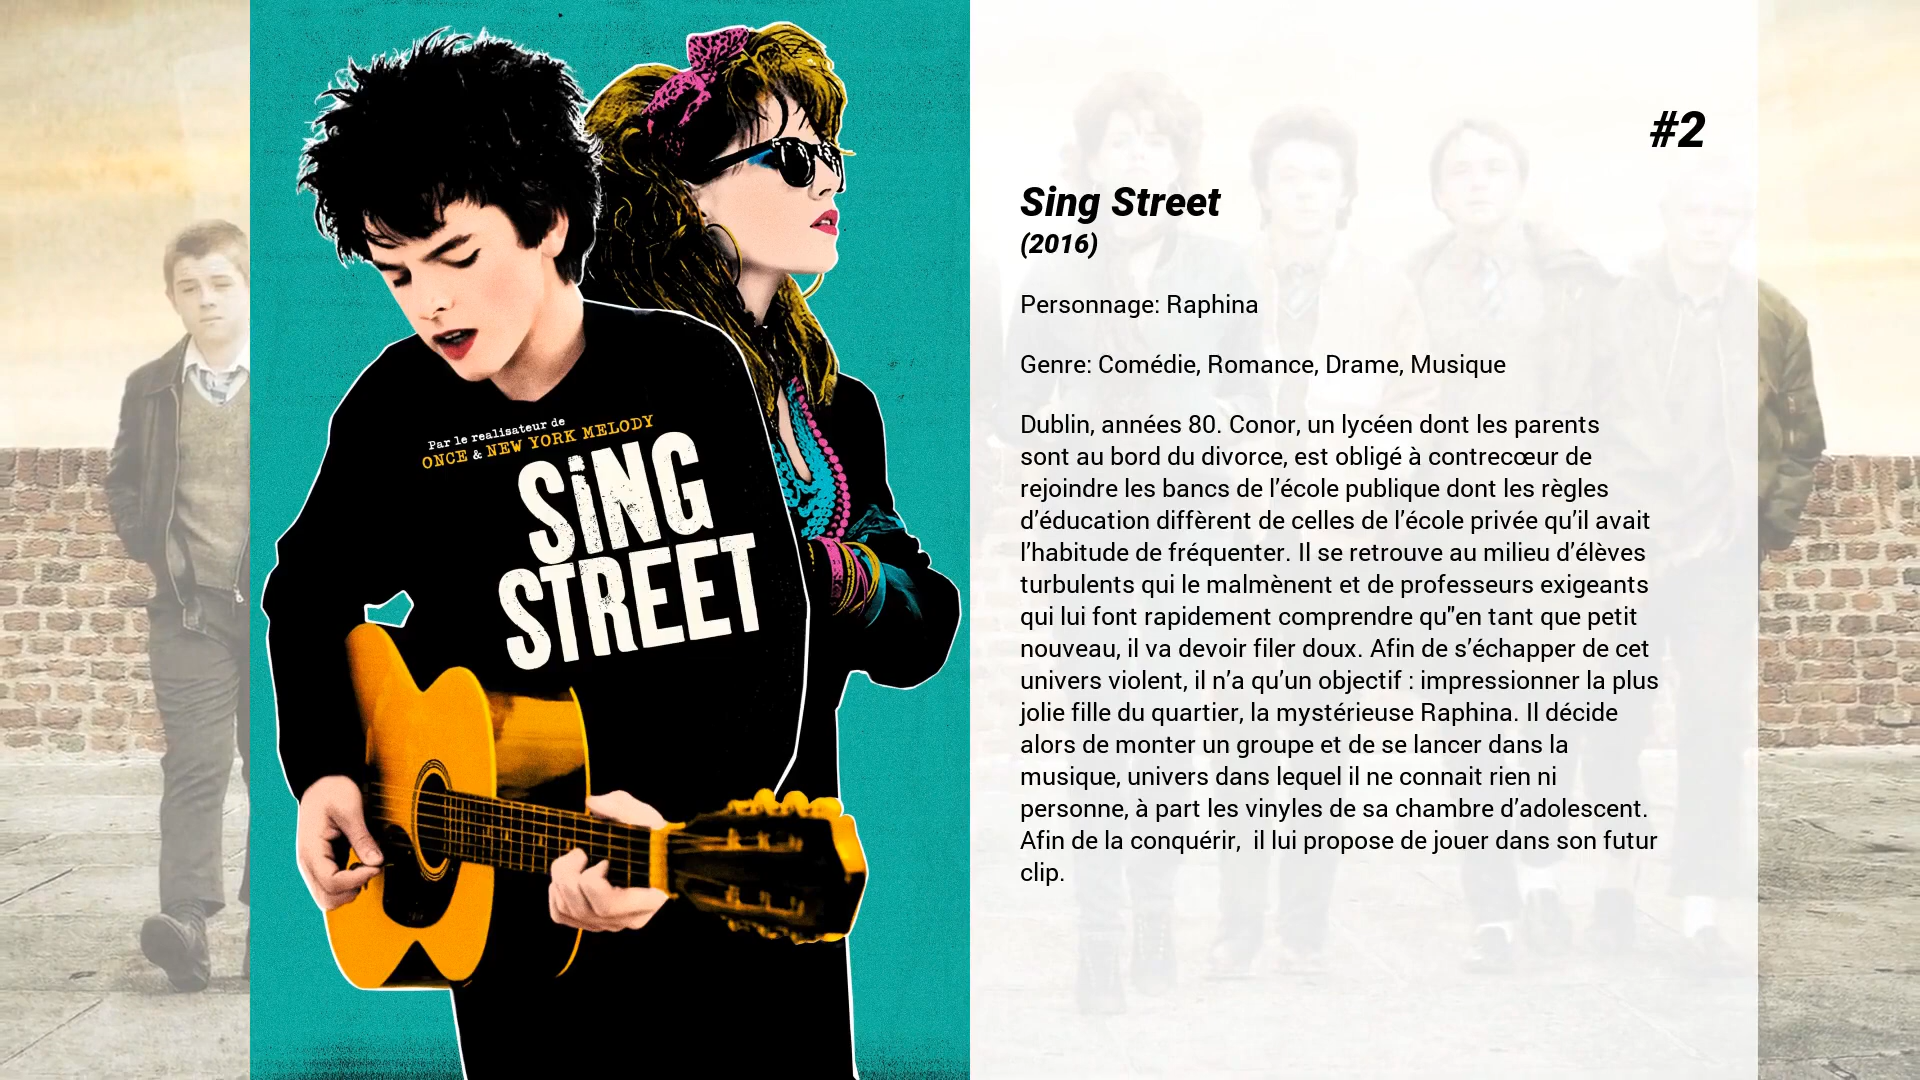 Par le realisateur de
ONCE & NEW YORK MELODY
SiNG
STREET
#2
Sing Street
(2016)
Personnage: Raphina
Genre: Comédie, Romance, Drame, Musique
Dublin, années 80. Conor, un lycéen dont les parents
sont au bord du divorce, est obligé à contrecœur de
rejoindre les bancs de l’école publique dont les règles
d’éducation diffèrent de celles de l’école privée qu’il avait
l’habitude de fréquenter. Il se retrouve au milieu d’élèves
turbulents qui le malmènent et de professeurs exigeants
qui lui font rapidement comprendre qu"en tant que petit
nouveau, il va devoir filer doux. Afin de s’échapper de cet
univers violent, il n’a qu’un objectif : impressionner la plus
jolie fille du quartier, la mystérieuse Raphina. Il décide
alors de monter un groupe et de se lancer dans la
musique, univers dans lequel il ne connait rien ni
personne, à part les vinyles de sa chambre d’adolescent.
Afin de la conquérir,  il lui propose de jouer dans son futur
clip.